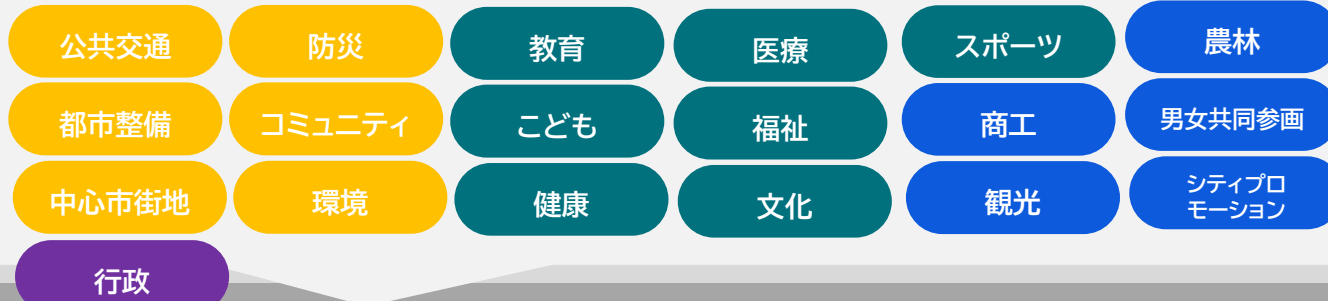 公共交通
防災
教育
医療
スポーツ
農林
都市整備
コミュニティ
こども
福祉
商工
男女共同参画
中心市街地
環境
健康
文化
観光
シティプロ
モーション
行政